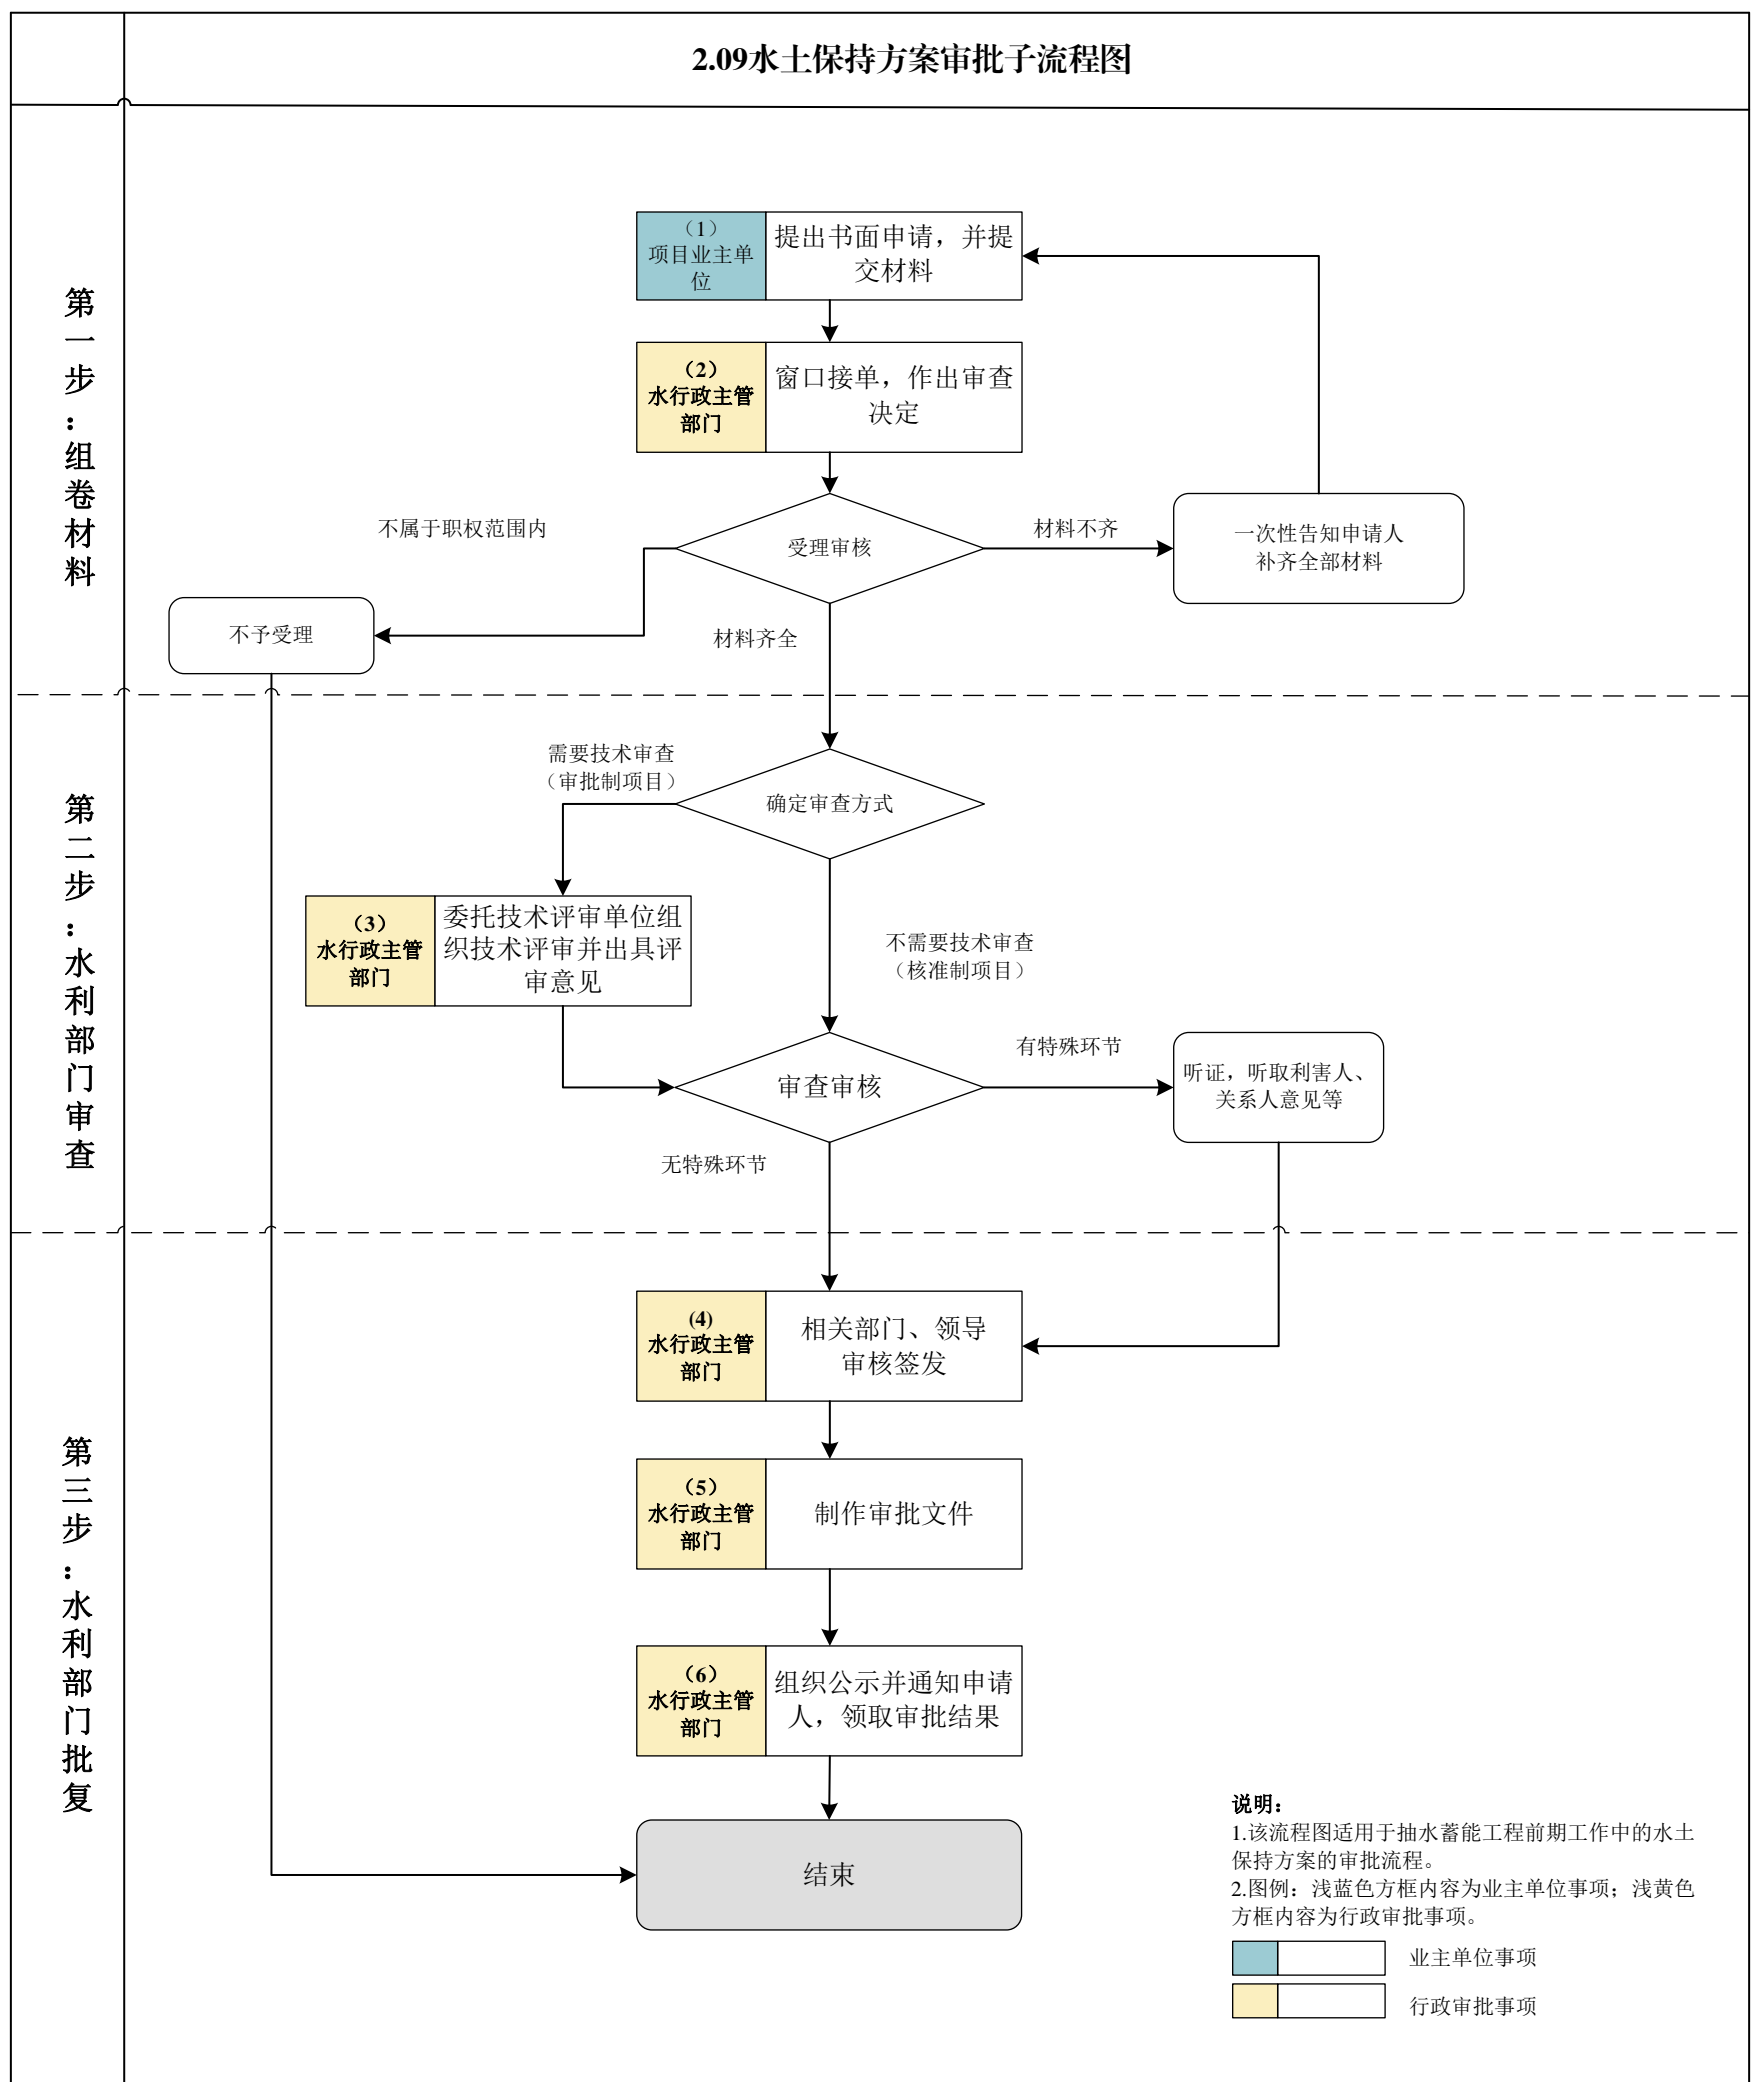 2.09水土保持方案审批子流程图
第一步：组卷材料
（1）
项目业主单
位
提出书面申请，并提
交材料
（2）
水行政主管
部门
窗口接单，作出审查
决定
不属于职权范围内
受理审核
材料不齐
一次性告知申请人
补齐全部材料
不予受理
材料齐全
第二步：水利部门审查
需要技术审查
（审批制项目）
确定审查方式
（3）
水行政主管
部门
委托技术评审单位组
织技术评审并出具评
审意见
不需要技术审查
（核准制项目）
审查审核
有特殊环节
听证，听取利害人、
关系人意见等
无特殊环节
第三步：水利部门批复
(4)
水行政主管
部门
相关部门、领导
审核签发
（5）
水行政主管
部门
制作审批文件
（6）
水行政主管
部门
组织公示并通知申请
人，领取审批结果
结束
说明：
1.该流程图适用于抽水蓄能工程前期工作中的水土
保持方案的审批流程。
2.图例：浅蓝色方框内容为业主单位事项；浅黄色
方框内容为行政审批事项。
业主单位事项
行政审批事项